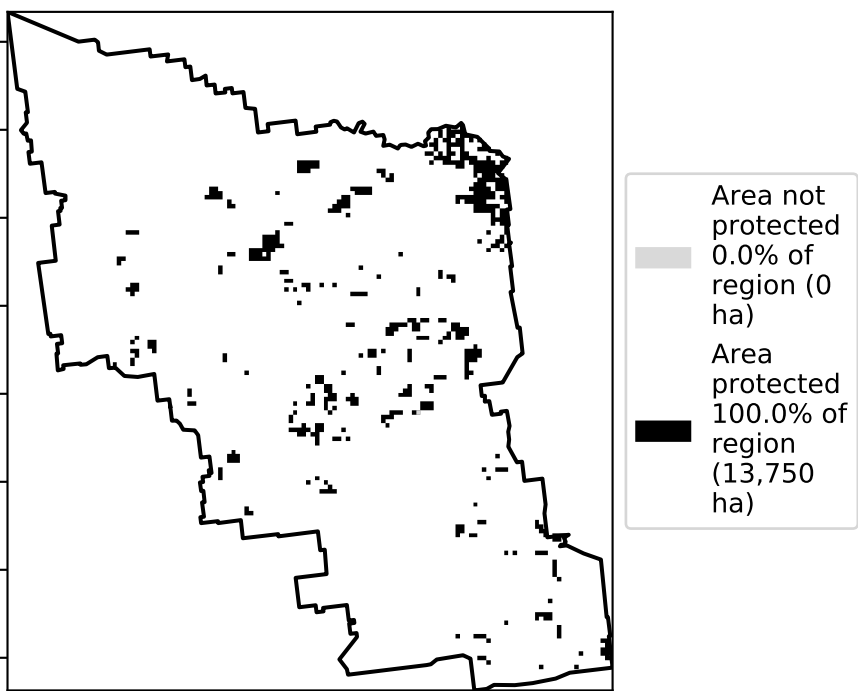 Area not
protected
0.0% of
region (0
ha)
Area
protected
100.0% of
region
(13,750
ha)